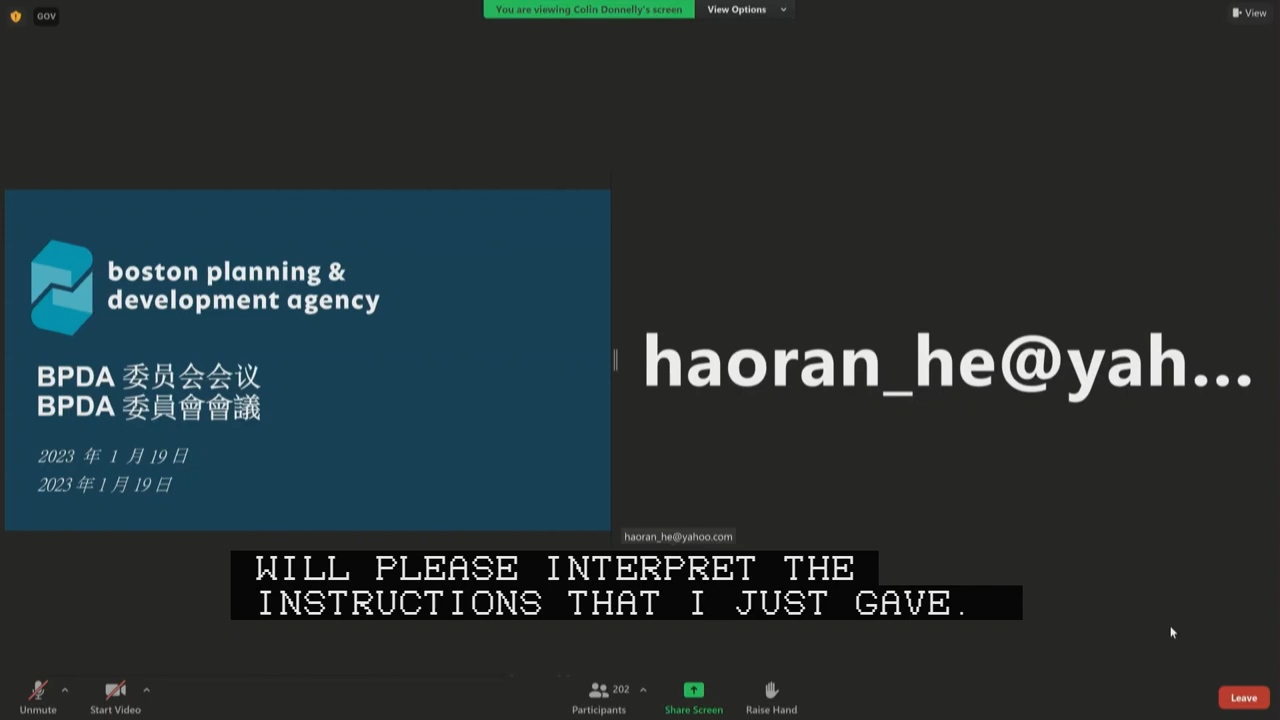 GOV
You are viewing Colin Donnelly's screen
View Options
View
boston planning &
development agency
BPDA 委员会会议
BPDA 委員會會議
2023 年 1 月 19 日
2023 年 1 月 19 日
haoran_he@yah...
haoran_he@yahoo.com
WILL PLEASE INTERPRET THE
INSTRUCTIONS THAT I JUST GAVE.
Unmute
Start Video
202
Participants
Share Screen
Raise Hand
Leave